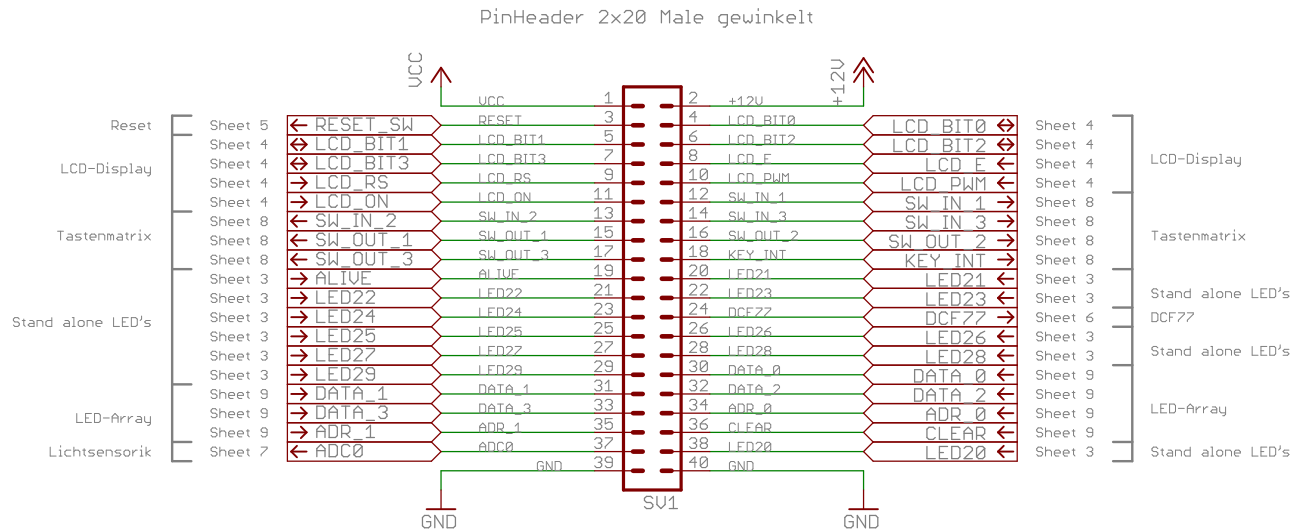 PinHeader 2x20 Male gewinkelt
VCC +12V
1 VCC 2 +12V
Reset Sheet 5 RESET_SW RESET 3 4 LCD_BIT0 LCD_BIT0 Sheet 4
Sheet 4 LCD_BIT1 LCD_BIT1 5 6 LCD_BIT2 LCD_BIT2 Sheet 4
LCD-Display Sheet 4 LCD_BIT3 LCD_BIT3 7 8 LCD_E LCD_E Sheet 4 LCD-Display
Sheet 4 LCD_RS LCD_RS 9 10 LCD_PWM LCD_PWM Sheet 4
Sheet 4 LCD_ON LCD_ON 11 12 SW_IN_1 SW_IN_1 Sheet 8
Sheet 8 SW_IN_2 SW_IN_2 13 14 SW_IN_3 SW_IN_3 Sheet 8
Tastenmatrix Sheet 8 SW_OUT_1 SW_OUT_1 15 16 SW_OUT_2 SW_OUT_2 Sheet 8 Tastenmatrix
Sheet 8 SW_OUT_3 SW_OUT_3 17 18 KEY_INT KEY_INT Sheet 8
Sheet 3 ALIVE ALIVE 19 20 LED21 LED21 Sheet 3
Sheet 3 LED22 LED22 21 22 LED23 LED23 Sheet 3 Stand alone LED's
Stand alone LED's Sheet 3 LED24 LED24 23 24 DCF77 DCF77 Sheet 6 DCF77
Sheet 3 LED25 LED25 25 26 LED26 LED26 Sheet 3
Sheet 3 LED27 LED27 27 28 LED28 LED28 Sheet 3 Stand alone LED's
Sheet 3 LED29 LED29 29 30 DATA_0 DATA_0 Sheet 9
Sheet 9 DATA_1 DATA_1 31 32 DATA_2 DATA_2 Sheet 9
LED-Array Sheet 9 DATA_3 DATA_3 33 34 ADR_0 ADR_0 Sheet 9 LED-Array
Sheet 9 ADR_1 ADR_1 35 36 CLEAR CLEAR Sheet 9
Lichtsensorik Sheet 7 ADC0 ADC0 37 38 LED20 LED20 Sheet 3 Stand alone LED's
GND 39 40 GND
SV1
GND GND